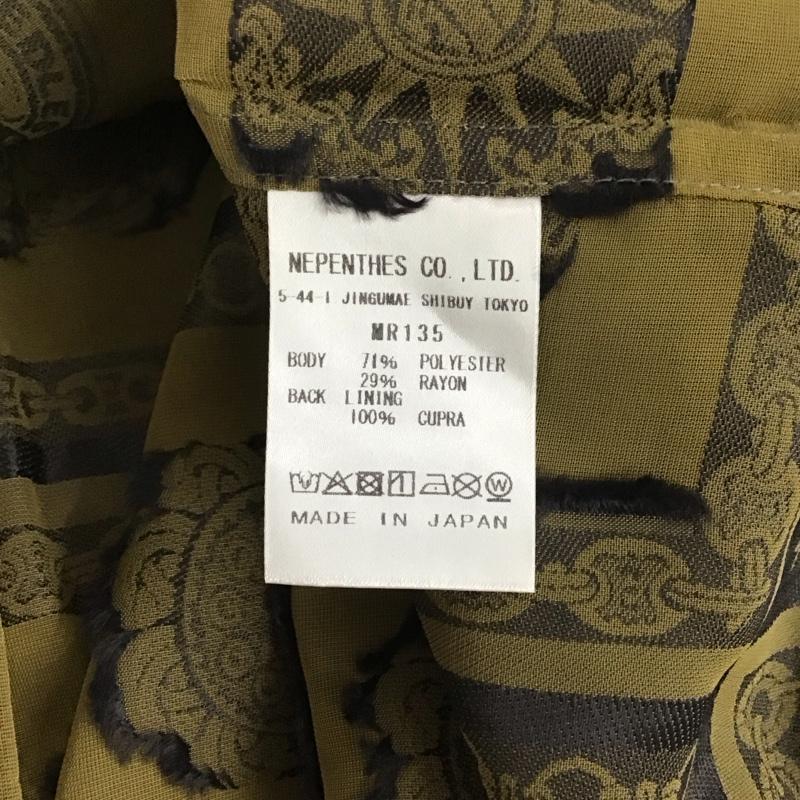 NEPENTHES CO.,LTD.
5-44-1 JINGUMAE SHIBUY TOKYO
MR135
BODY 71% POLYESTER
29% RAYON
BACK LINING
100% CUPRA
W
MADE IN JAPAN